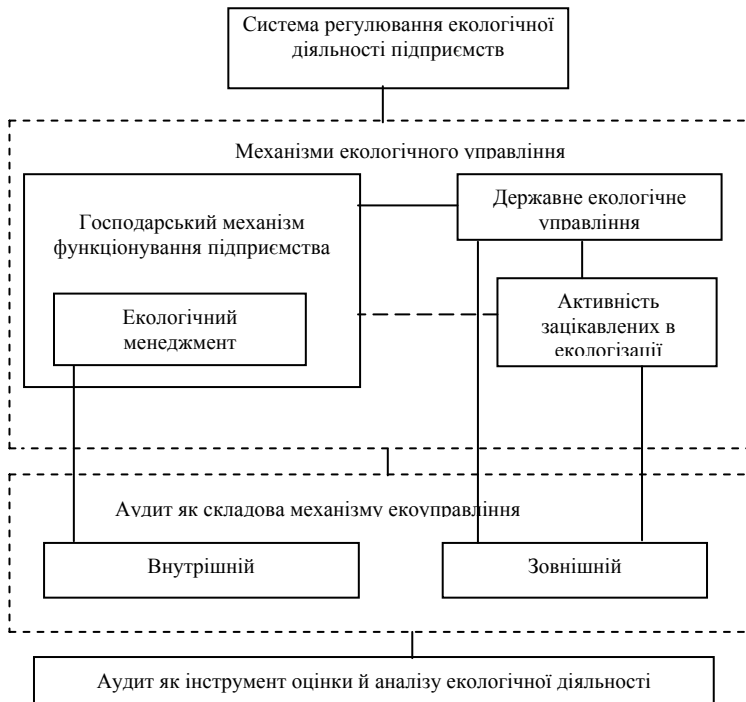 Система регулювання екологічної
діяльності підприємств
Механізми екологічного управління
Господарський механізм
функціонування підприємства
Державне екологічне
управління
Екологічний
менеджмент
Активність
зацікавлених в
екологізації
Аудит як складова механізму екоуправління
Внутрішній
Зовнішній
Аудит як інструмент оцінки й аналізу екологічної діяльності